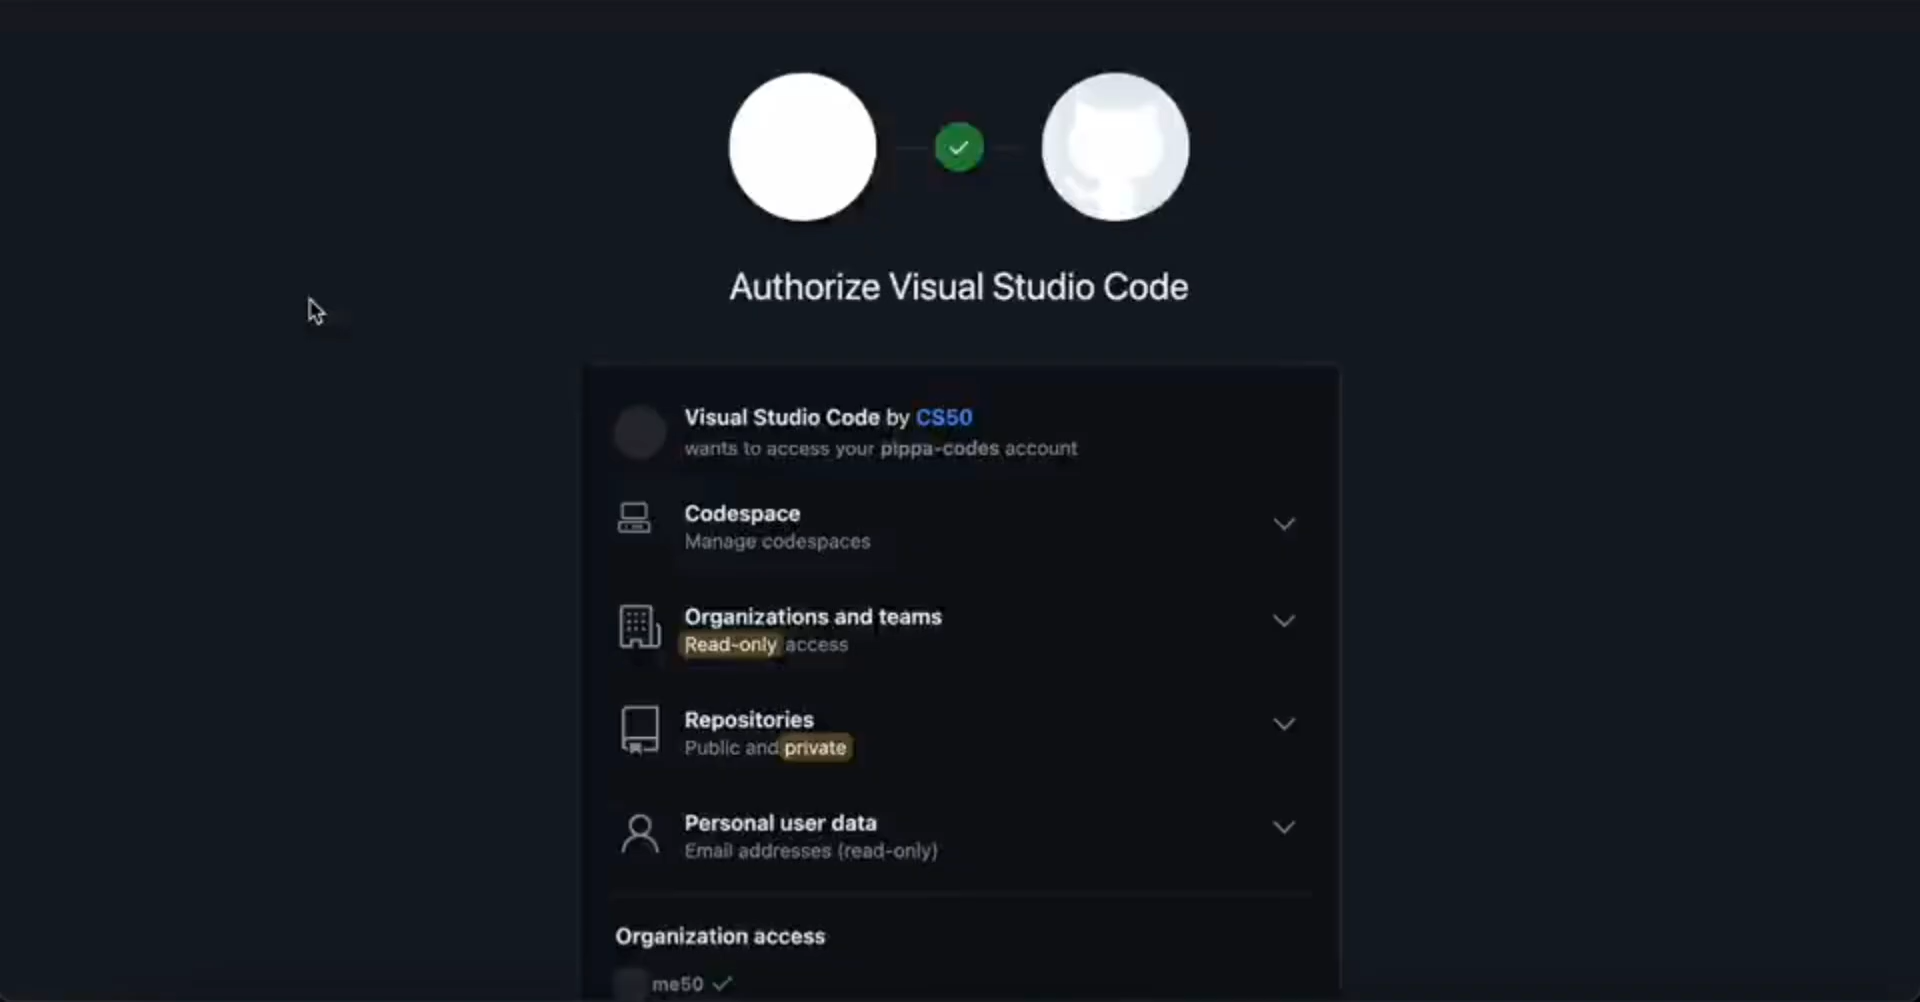 Authorize Visual Studio Code
Visual Studio Code by CS50
wants to access your pippa-codes account
Codespace
Manage codespaces
Organizations and teams
Read-only access
Repositories
Public and private
Personal user data
Email addresses (read-only)
Organization access
me50